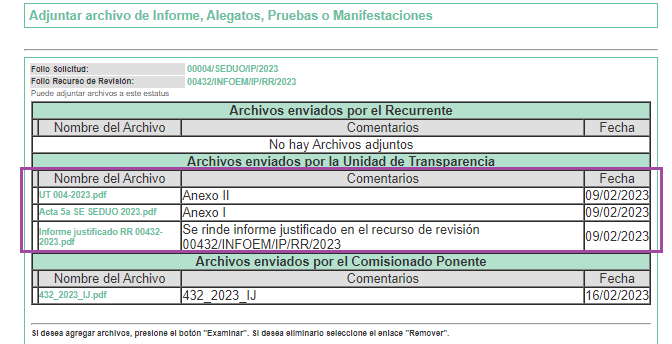 Adjuntar archivo de Informe, Alegatos, Pruebas o Manifestaciones
Folio Solicitud: 00004/SEDUO/IP/2023
Folio Recurso de Revisión: 00432/INFOEM/IP/RR/2023
Puede adjuntar archivos a este estatus
Archivos enviados por el Recurrente
Nombre del Archivo Comentarios Fecha
No hay Archivos adjuntos
Archivos enviados por la Unidad de Transparencia
Nombre del Archivo Comentarios Fecha
UT 004-2023.pdf Anexo II 09/02/2023
Acta 5a SE SEDUO 2023.pdf Anexo I 09/02/2023
Informe justificado RR 00432-2023.pdf Se rinde informe justificado en el recurso de revisión 00432/INFOEM/IP/RR/2023 09/02/2023
Archivos enviados por el Comisionado Ponente
Nombre del Archivo Comentarios Fecha
432_2023_IJ.pdf 432_2023_IJ 16/02/2023
Si desea agregar archivos, presione el botón "Examinar". Si desea eliminarlo seleccione el enlace "Remover".